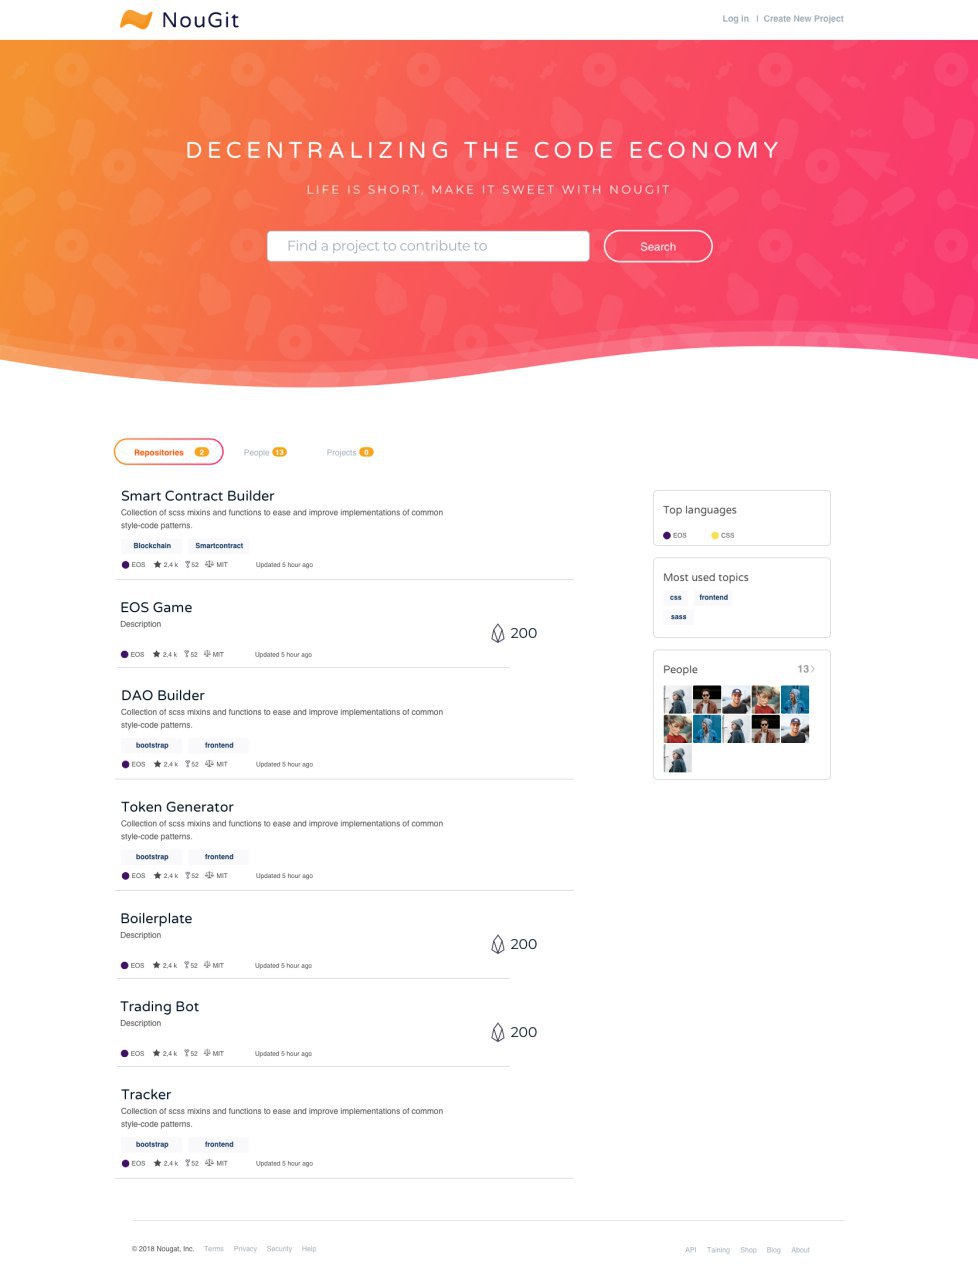 NouGit
Log in | Create New Project
DECENTRALIZING THE CODE ECONOMY
LIFE IS SHORT, MAKE IT SWEET WITH NOUGIT
Find a project to contribute to
Search
Repositories 2 People 13 Projects 0
Smart Contract Builder
Collection of scss mixins and functions to ease and improve implementations of common
style-code patterns.
Blockchain Smartcontract
EOS 2,4 k 52 MIT Updated 5 hour ago
EOS Game
Description
200
EOS 2,4 k 52 MIT Updated 5 hour ago
DAO Builder
Collection of scss mixins and functions to ease and improve implementations of common
style-code patterns.
bootstrap frontend
EOS 2,4 k 52 MIT Updated 5 hour ago
Token Generator
Collection of scss mixins and functions to ease and improve implementations of common
style-code patterns.
bootstrap frontend
EOS 2,4 k 52 MIT Updated 5 hour ago
Boilerplate
Description
200
EOS 2,4 k 52 MIT Updated 5 hour ago
Trading Bot
Description
200
EOS 2,4 k 52 MIT Updated 5 hour ago
Tracker
Collection of scss mixins and functions to ease and improve implementations of common
style-code patterns.
bootstrap frontend
EOS 2,4 k 52 MIT Updated 5 hour ago
Top languages
EOS CSS
Most used topics
css frontend
sass
People 13
© 2018 Nougat, Inc. Terms Privacy Security Help
API Taining Shop Blog About